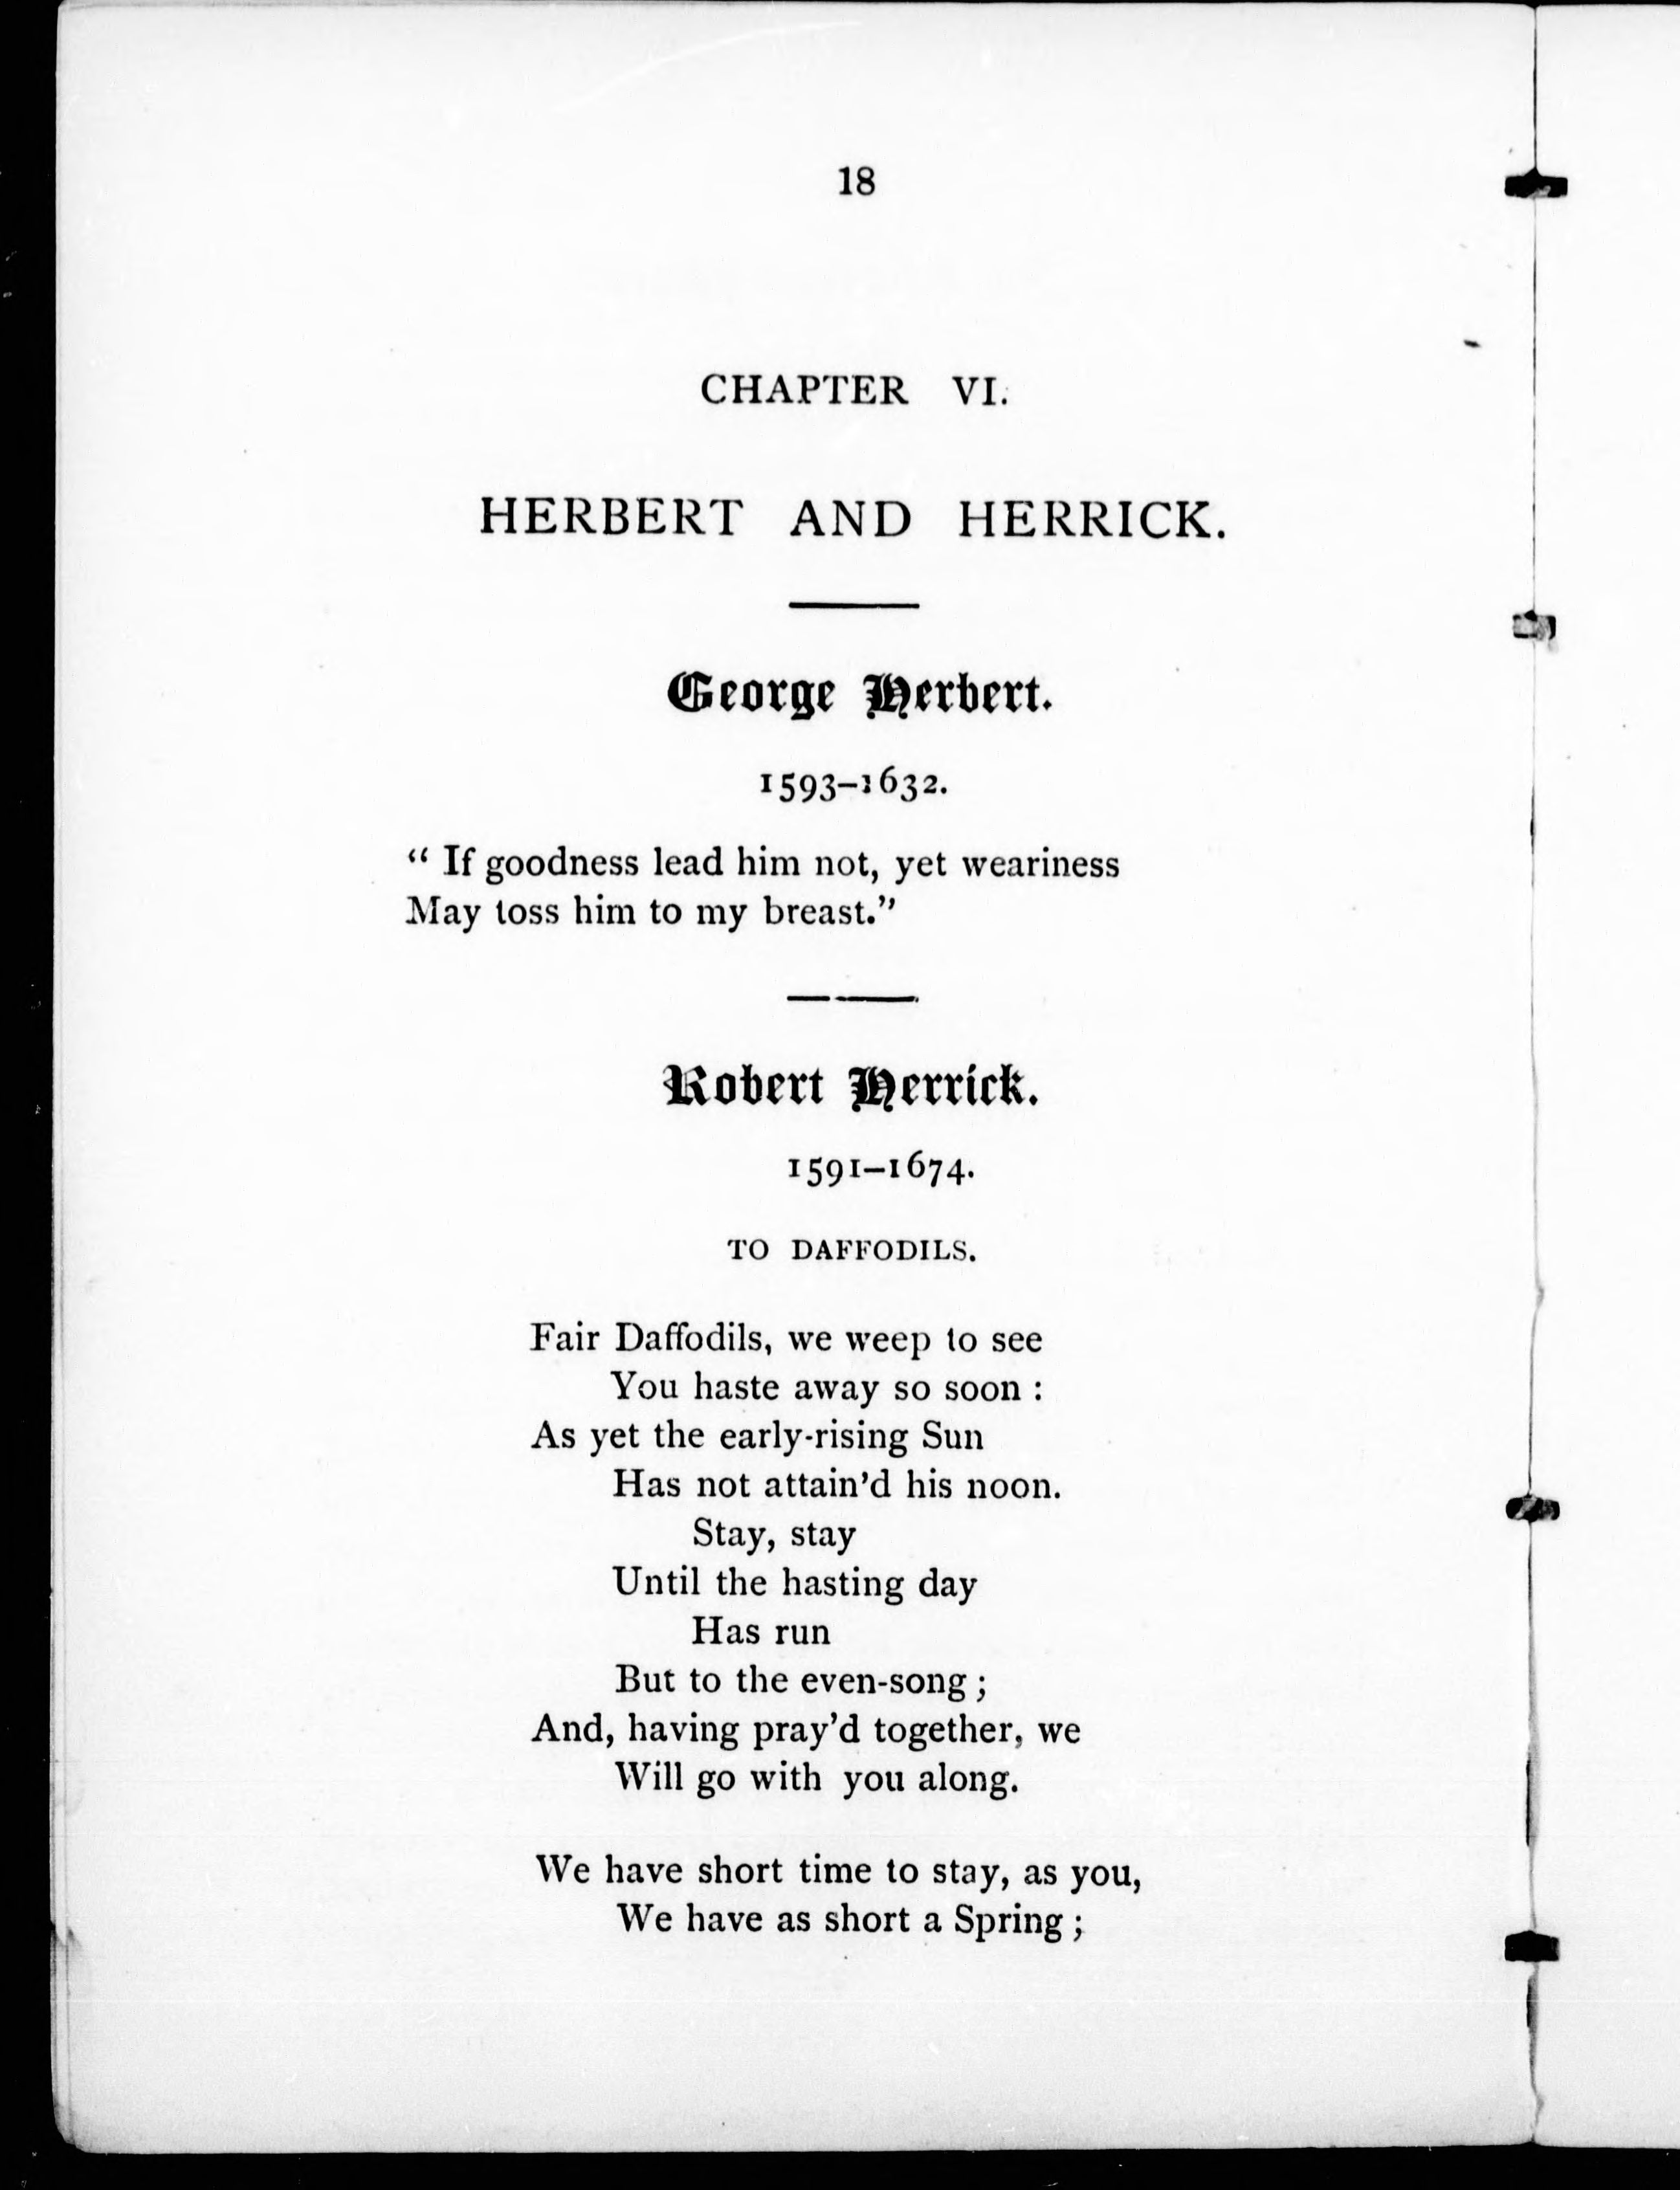 18
CHAPTER VI.
HERBERT AND HERRICK.
George Herbert.
1593–1632.
“ If goodness lead him not, yet weariness
May toss him to my breast.”
Robert Herrick.
1591–1674.
TO DAFFODILS.
Fair Daffodils, we weep to see
You haste away so soon :
As yet the early-rising Sun
Has not attain’d his noon.
Stay, stay
Until the hasting day
Has run
But to the even-song ;
And, having pray’d together, we
Will go with you along.
We have short time to stay, as you,
We have as short a Spring ;